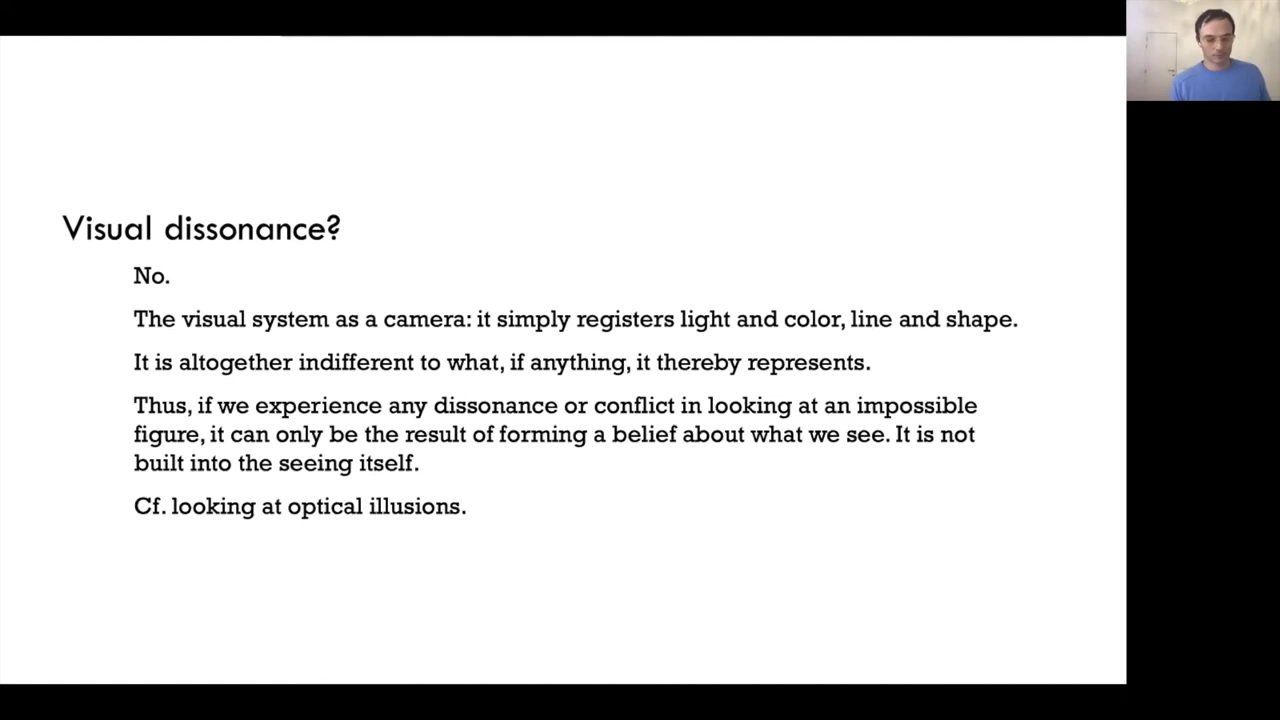 Visual dissonance?
No.
The visual system as a camera: it simply registers light and color, line and shape.
It is altogether indifferent to what, if anything, it thereby represents.
Thus, if we experience any dissonance or conflict in looking at an impossible
figure, it can only be the result of forming a belief about what we see. It is not
built into the seeing itself.
Cf. looking at optical illusions.